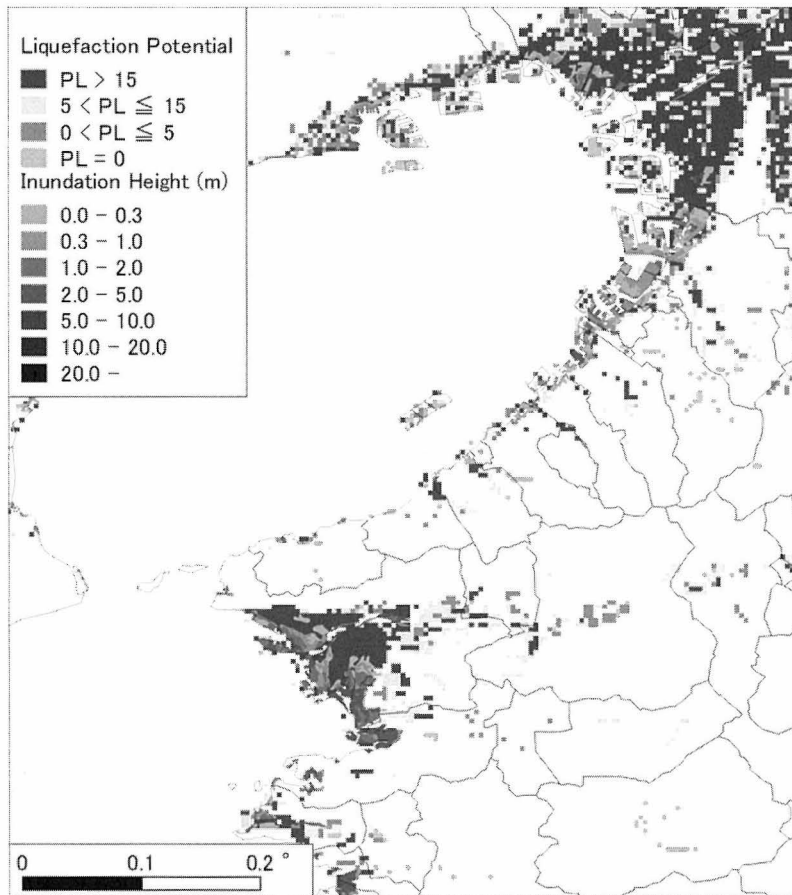 Liquefaction Potential
PL > 15
5 < PL ≦ 15
0 < PL ≦ 5
PL = 0
Inundation Height (m)
0.0 - 0.3
0.3 - 1.0
1.0 - 2.0
2.0 - 5.0
5.0 - 10.0
10.0 - 20.0
20.0 -
0 0.1 0.2 °